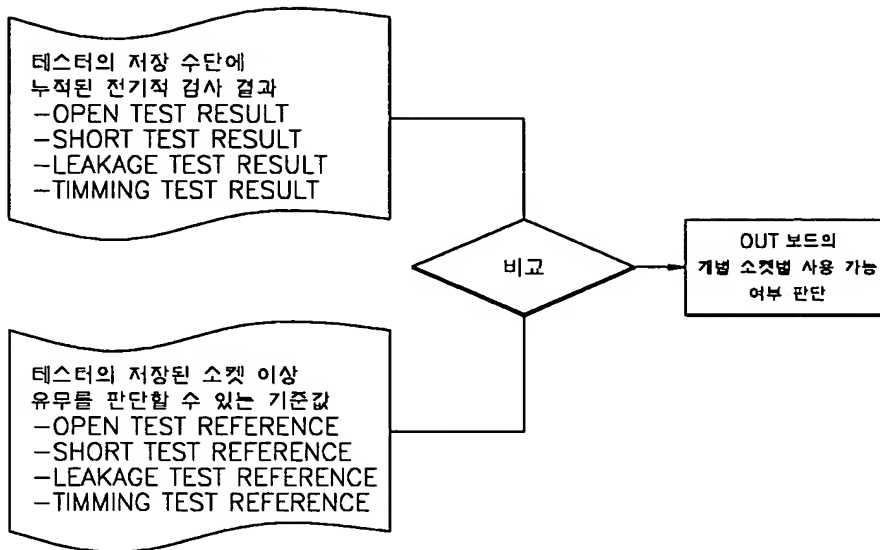 테스터의 저장 수단에
누적된 전기적 검사 결과
–OPEN TEST RESULT
–SHORT TEST RESULT
–LEAKAGE TEST RESULT
–TIMMING TEST RESULT
비교
OUT 보드의
개별 소켓별 사용 가능
여부 판단
테스터의 저장된 소켓 이상
유무를 판단할 수 있는 기준값
–OPEN TEST REFERENCE
–SHORT TEST REFERENCE
–LEAKAGE TEST REFERENCE
–TIMMING TEST REFERENCE